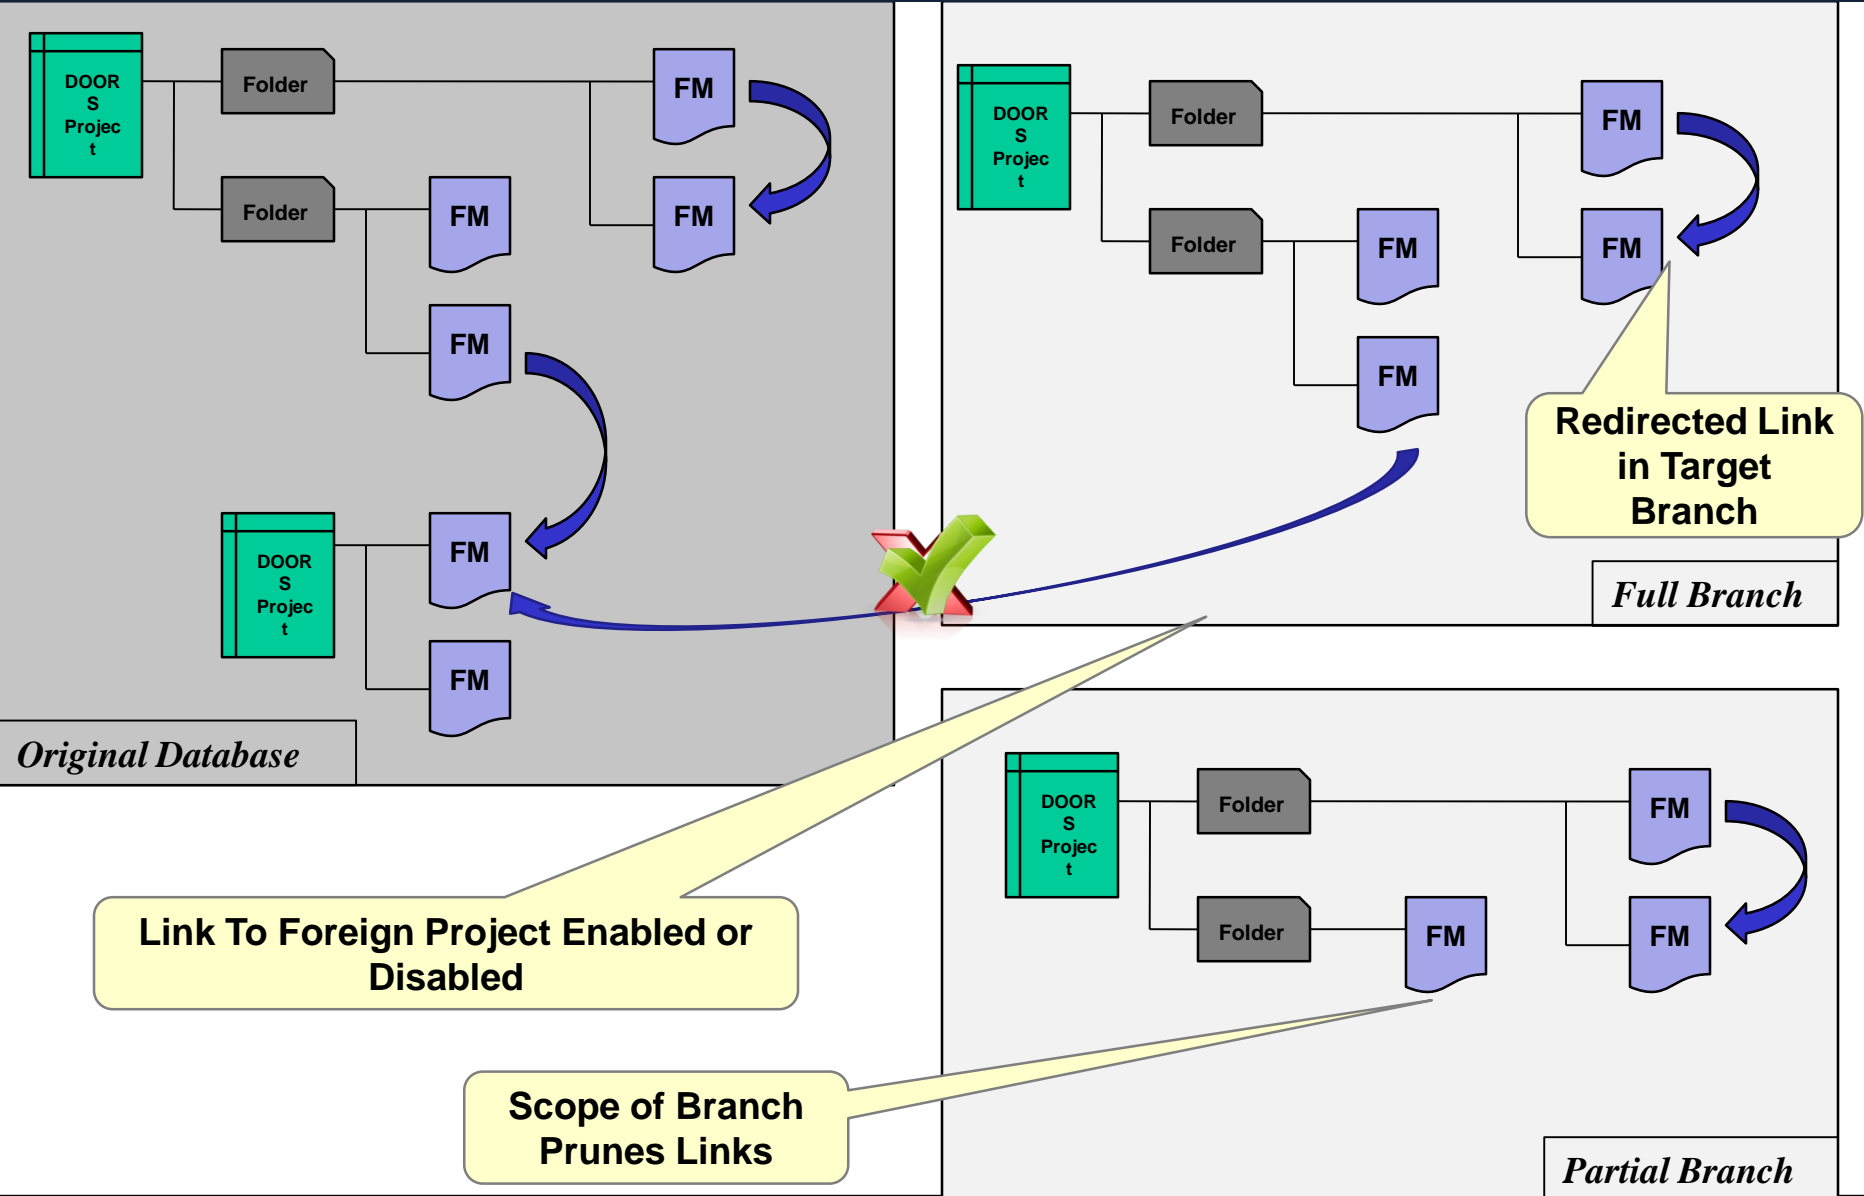 DOOR
S
Projec
t
Folder
FM
Folder
FM
FM
FM
DOOR
S
Projec
t
FM
FM
Original Database
DOOR
S
Projec
t
Folder
FM
Folder
FM
FM
FM
Redirected Link
in Target
Branch
Full Branch
Link To Foreign Project Enabled or
Disabled
DOOR
S
Projec
t
Folder
FM
Folder
FM
FM
Scope of Branch
Prunes Links
Partial Branch